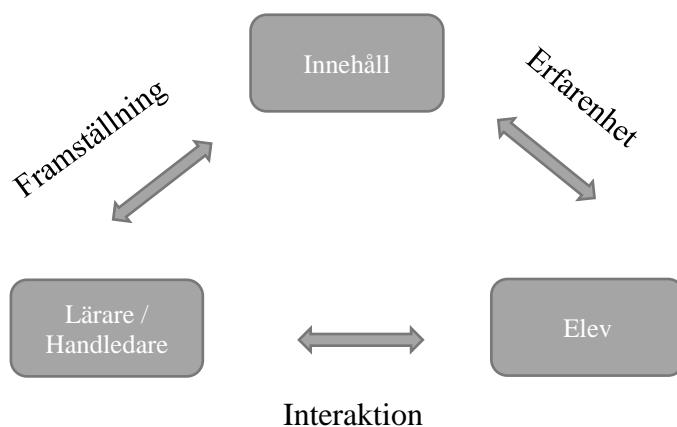 Innehåll
Framställning
Erfarenhet
Lärare /
Handledare
Elev
Interaktion